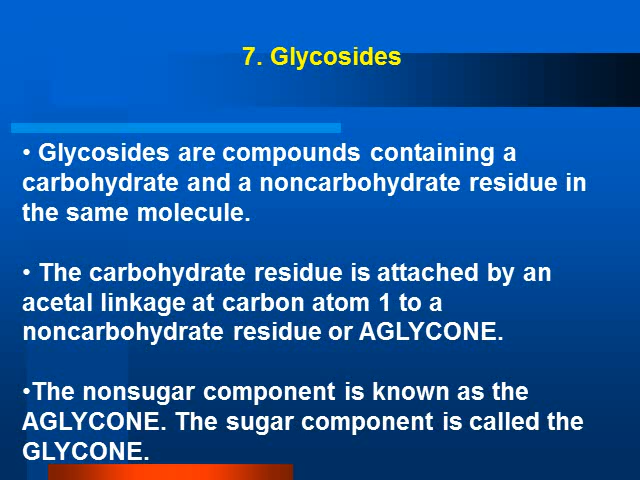 7. Glycosides
• Glycosides are compounds containing a
carbohydrate and a noncarbohydrate residue in
the same molecule.
• The carbohydrate residue is attached by an
acetal linkage at carbon atom 1 to a
noncarbohydrate residue or AGLYCONE.
•The nonsugar component is known as the
AGLYCONE. The sugar component is called the
GLYCONE.